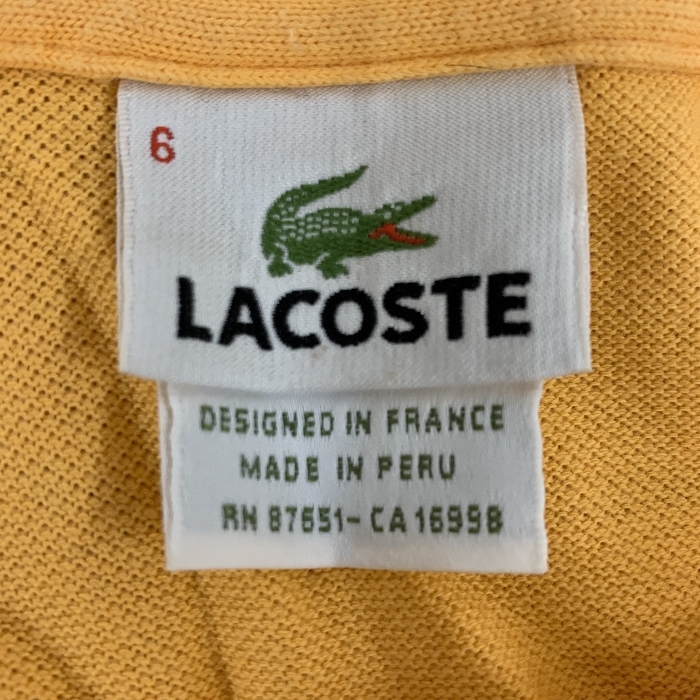 6
LACOSTE
DESIGNED IN FRANCE
MADE IN PERU
RN 87651- CA 16998